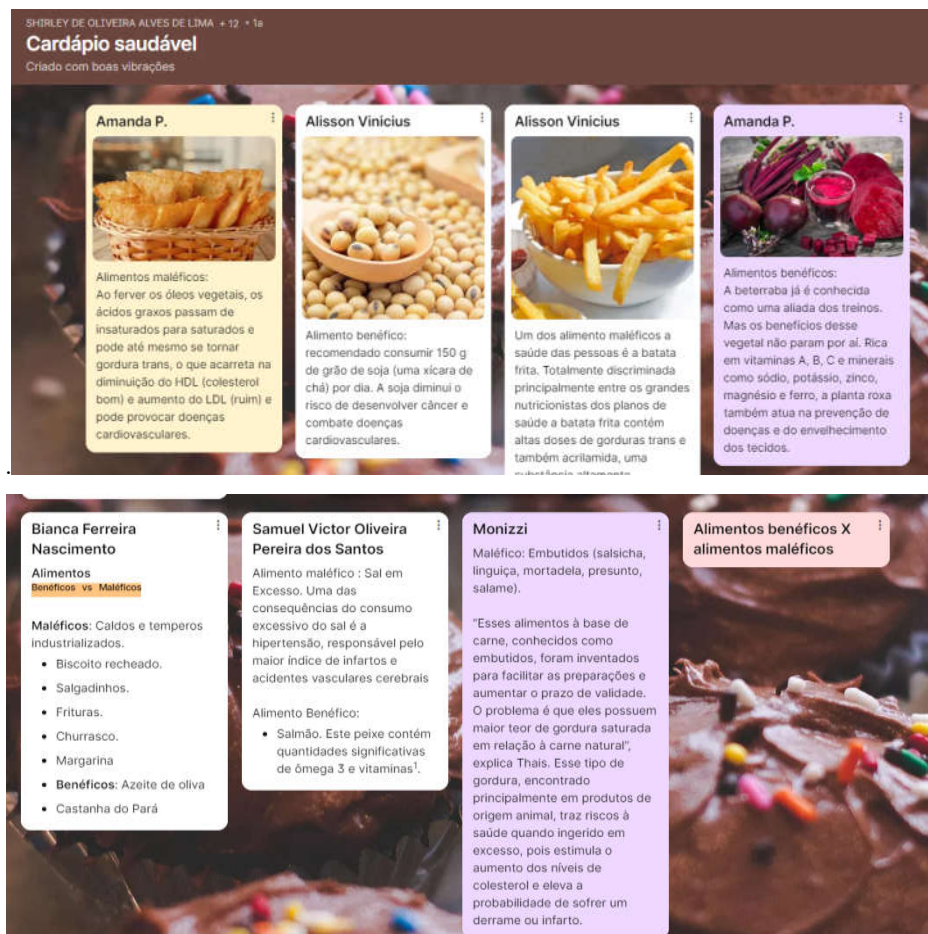 SHIRLEY DE OLIVEIRA ALVES DE LIMA + 12 • 1a
Cardápio saudável
Criado com boas vibrações
Amanda P.
Alimentos maléficos:
Ao ferver os óleos vegetais, os
ácidos graxos passam de
insaturados para saturados e
pode até mesmo se tornar
gordura trans, o que acarreta na
diminuição do HDL (colesterol
bom) e aumento do LDL (ruim) e
pode provocar doenças
cardiovasculares.
Alisson Vinicius
Alimento benéfico:
recomendado consumir 150 g
de grão de soja (uma xícara de
chá) por dia. A soja diminui o
risco de desenvolver câncer e
combate doenças
cardiovasculares.
Alisson Vinicius
Um dos alimento maléficos a
saúde das pessoas é a batata
frita. Totalmente discriminada
principalmente entre os grandes
nutricionistas dos planos de
saúde a batata frita contém
altas doses de gorduras trans e
também acrilamida, uma
substância altamente
Amanda P.
Alimentos benéficos:
A beterraba já é conhecida
como uma aliada dos treinos.
Mas os benefícios desse
vegetal não param por aí. Rica
em vitaminas A, B, C e minerais
como sódio, potássio, zinco,
magnésio e ferro, a planta roxa
também atua na prevenção de
doenças e do envelhecimento
dos tecidos.
Bianca Ferreira
Nascimento
Alimentos
Benéficos vs Maléficos
Maléficos: Caldos e temperos
industrializados.
• Biscoito recheado.
• Salgadinhos.
• Frituras.
• Churrasco.
• Margarina
• Benéficos: Azeite de oliva
• Castanha do Pará
Samuel Victor Oliveira
Pereira dos Santos
Alimento maléfico : Sal em
Excesso. Uma das
consequências do consumo
excessivo do sal é a
hipertensão, responsável pelo
maior índice de infartos e
acidentes vasculares cerebrais
Alimento Benéfico:
• Salmão. Este peixe contém
quantidades significativas
de ômega 3 e vitaminas¹.
Monizzi
Maléfico: Embutidos (salsicha,
linguiça, mortadela, presunto,
salame).
"Esses alimentos à base de
carne, conhecidos como
embutidos, foram inventados
para facilitar as preparações e
aumentar o prazo de validade.
O problema é que eles possuem
maior teor de gordura saturada
em relação à carne natural”,
explica Thais. Esse tipo de
gordura, encontrado
principalmente em produtos de
origem animal, traz riscos à
saúde quando ingerido em
excesso, pois estimula o
aumento dos níveis de
colesterol e eleva a
probabilidade de sofrer um
derrame ou infarto.
Alimentos benéficos X
alimentos maléficos